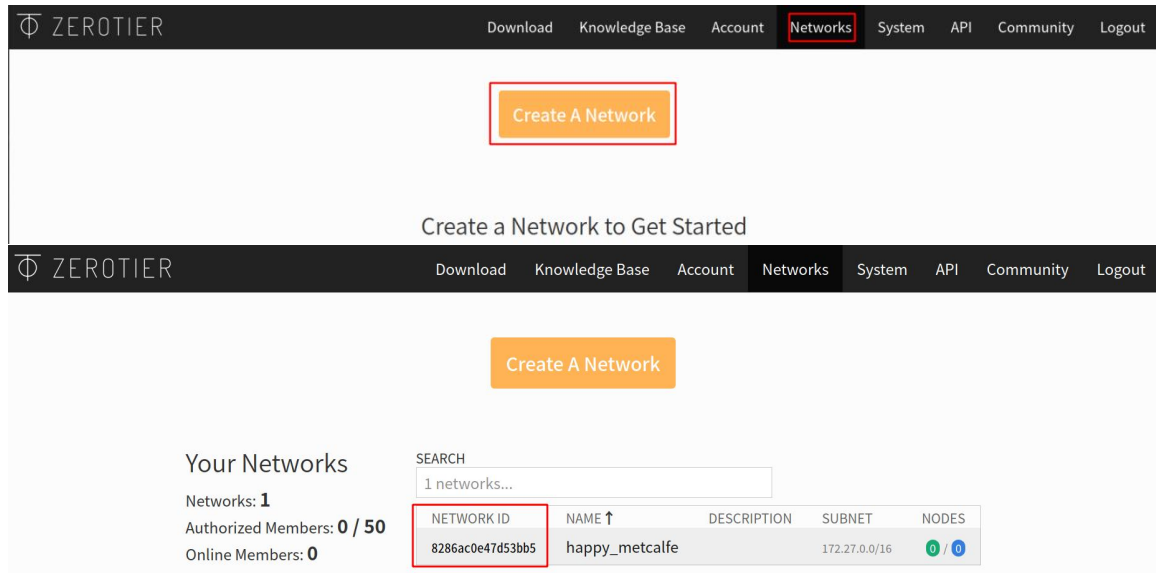 ZEROTIER Download Knowledge Base Account Networks System API Community Logout
Create A Network
Create a Network to Get Started
ZEROTIER Download Knowledge Base Account Networks System API Community Logout
Create A Network
Your Networks
Networks: 1
Authorized Members: 0 / 50
Online Members: 0
SEARCH
1 networks...
NETWORK ID NAME ↑ DESCRIPTION SUBNET NODES
8286ac0e47d53bb5 happy_metcalfe 172.27.0.0/16 0 / 0